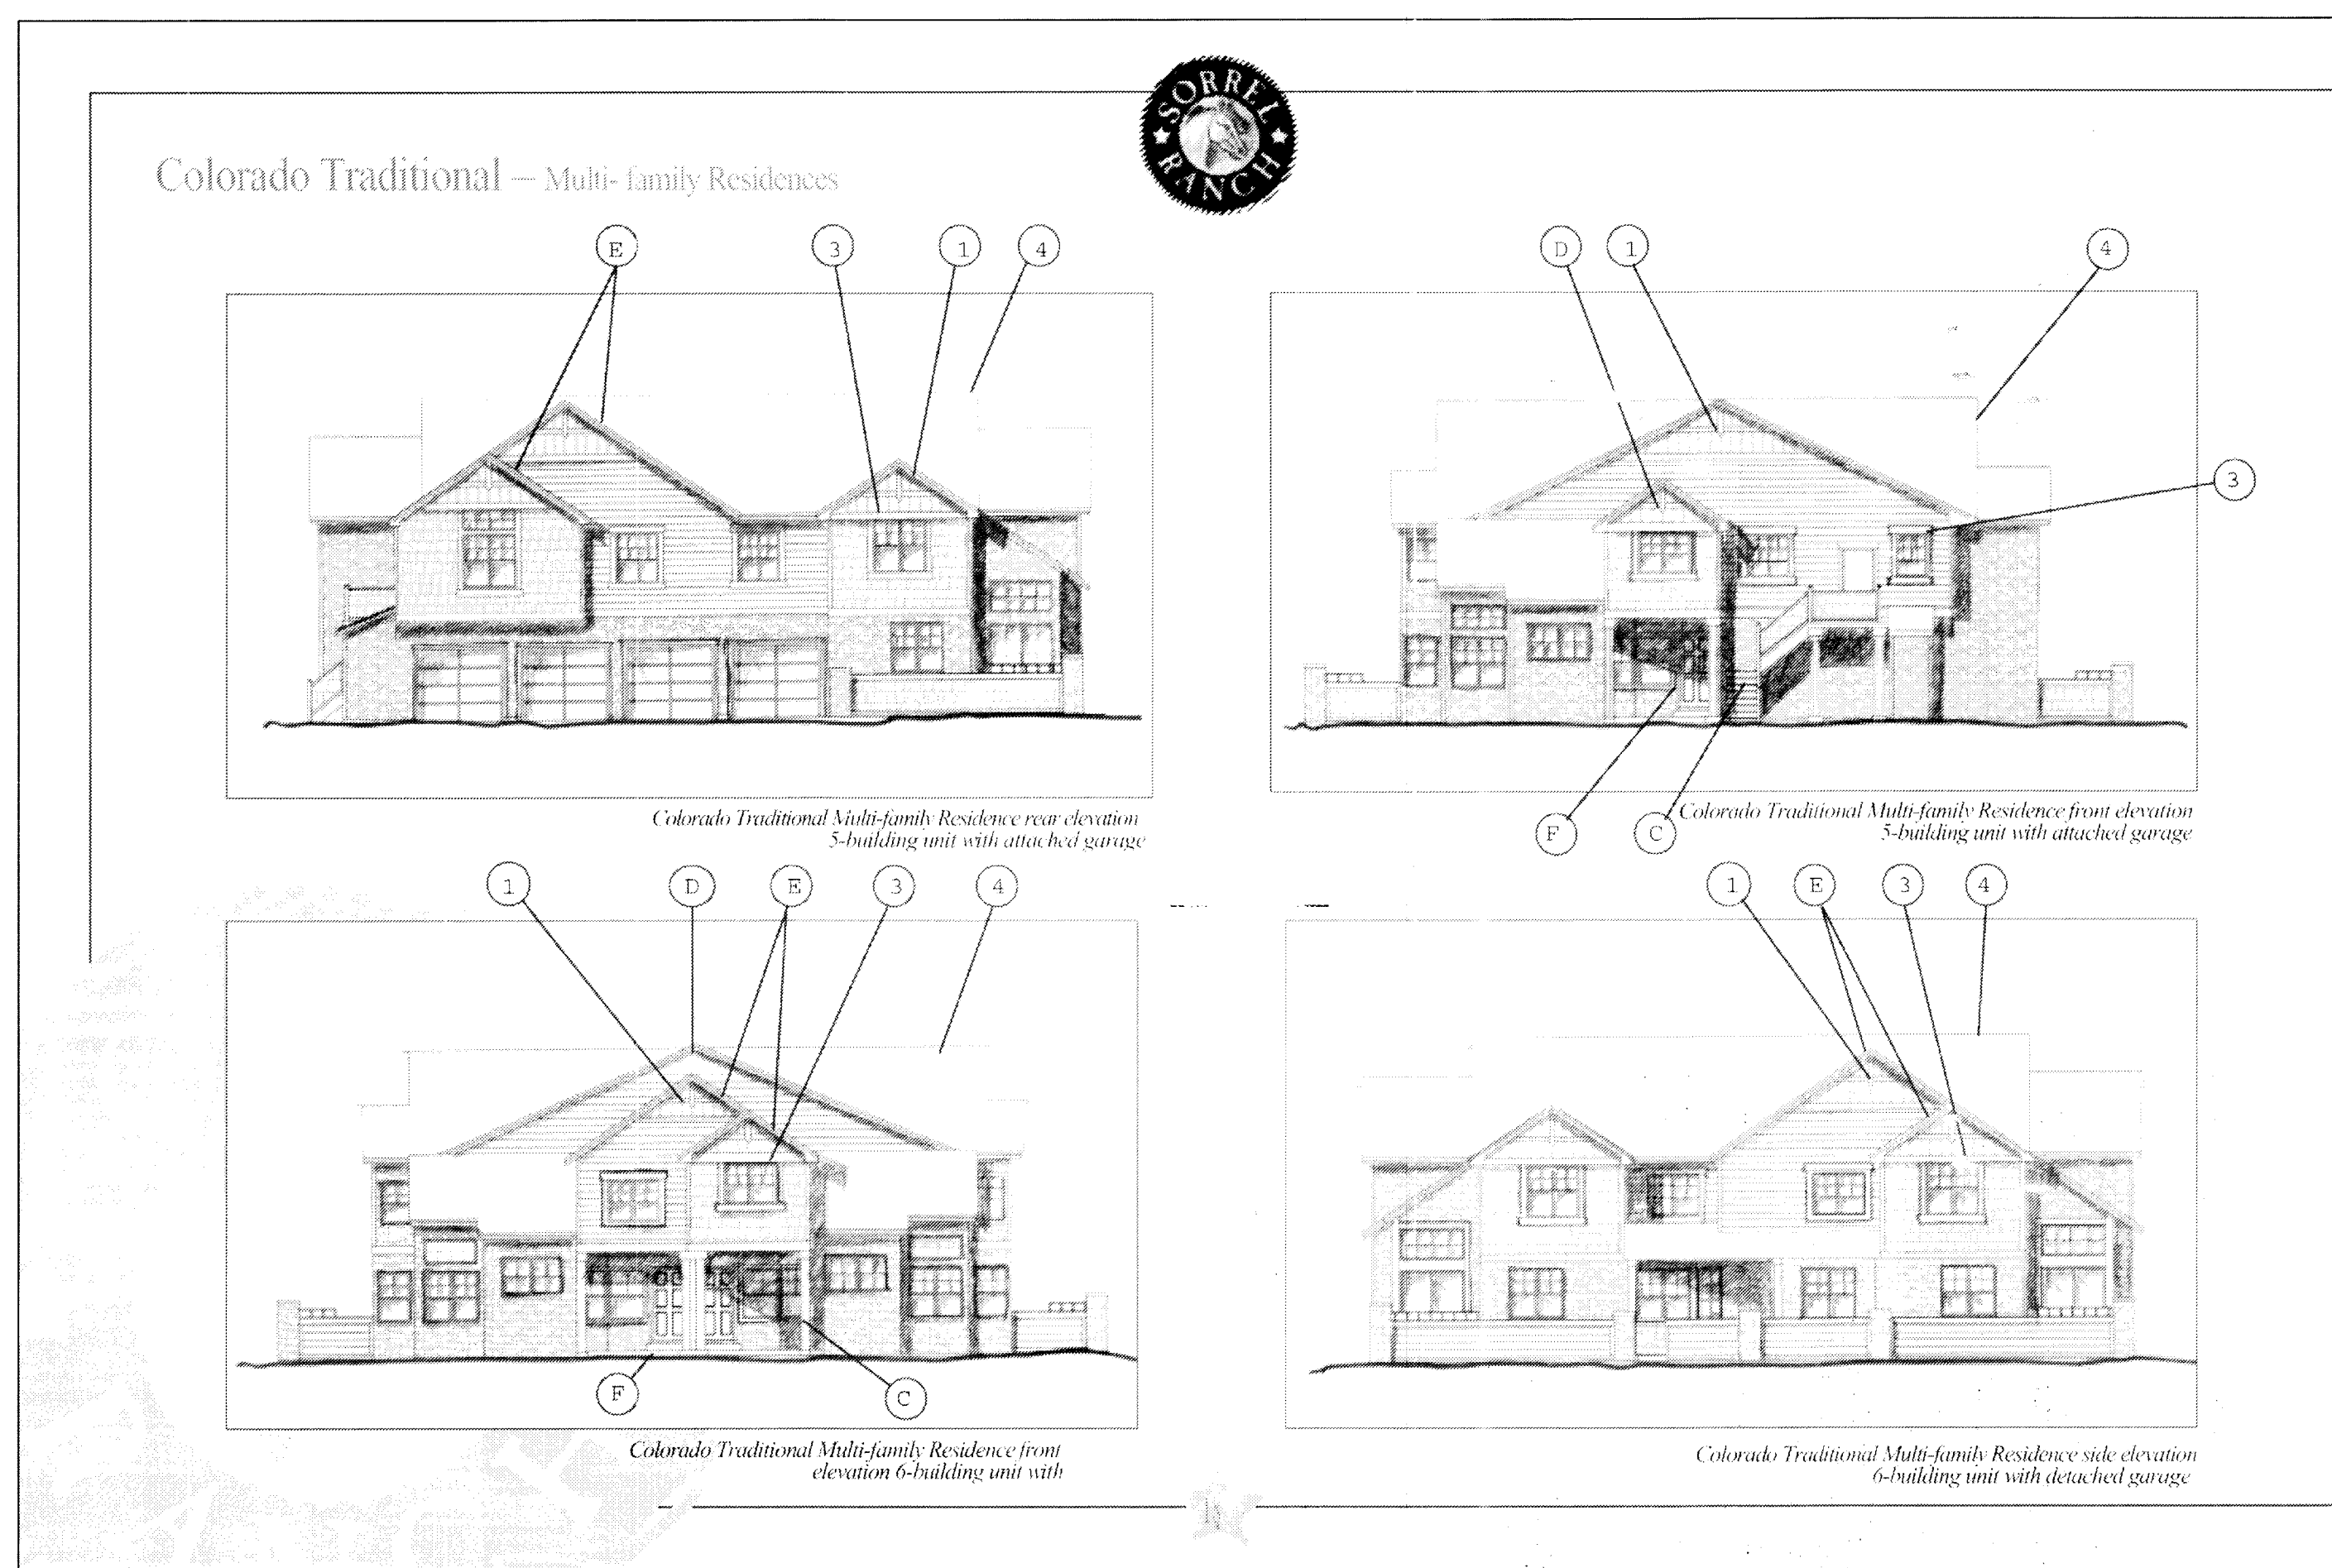 SORREL RANCH
Colorado Traditional — Multi- family Residences
E 3 1 4
D 1 4
3
Colorado Traditional Multi-family Residence rear elevation
5-building unit with attached garage
F C
Colorado Traditional Multi-family Residence front elevation
5-building unit with attached garage
1 D E 3 4
1 E 3 4
F C
Colorado Traditional Multi-family Residence front
elevation 6-building unit with
Colorado Traditional Multi-family Residence side elevation
6-building unit with detached garage